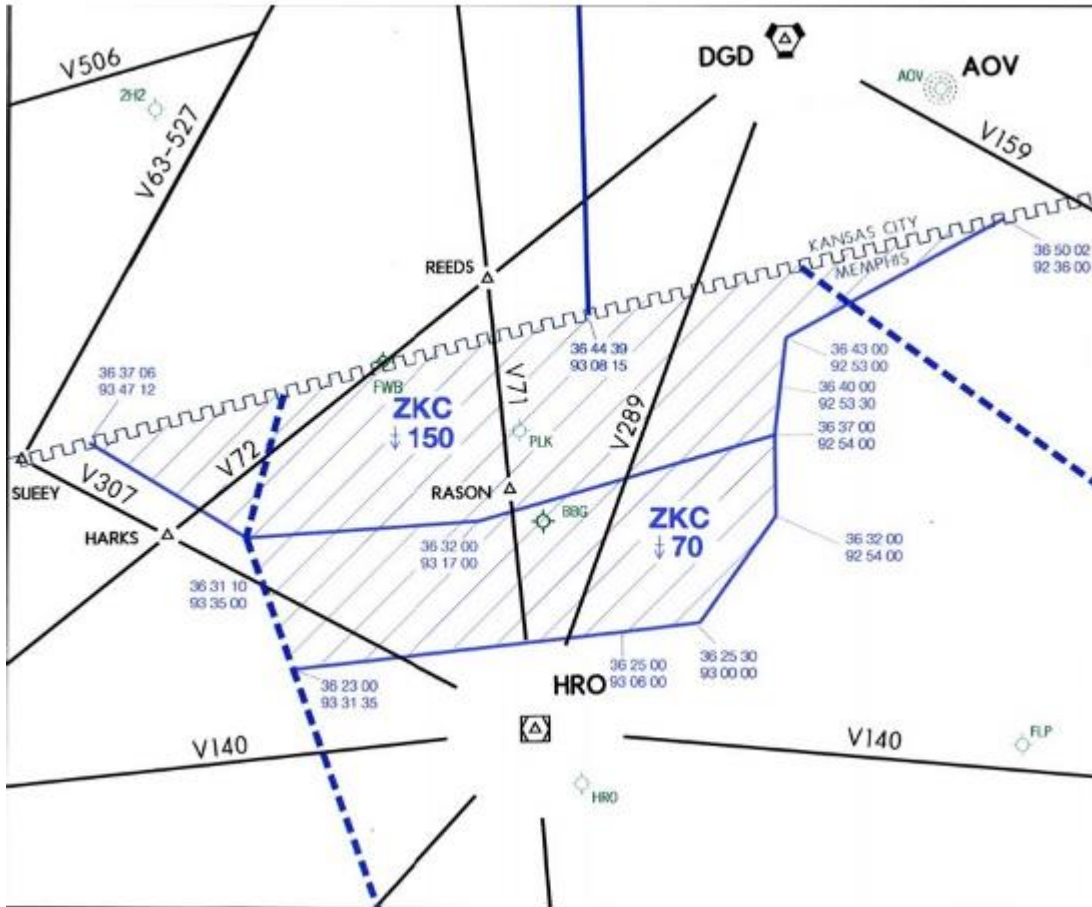 DGD
AOV
AOV
V506
2H2
V63-527
V159
KANSAS CITY
MEMPHIS
REEDS
36 50 02
92 36 00
36 44 39
93 08 15
36 43 00
92 53 00
36 37 06
93 47 12
FWB
V71
36 40 00
92 53 30
ZKC
150
V289
PLK
36 37 00
92 54 00
V72
V307
SUEEY
RASON
HARKS
BBG
ZKC
70
36 32 00
93 17 00
36 32 00
92 54 00
36 31 10
93 35 00
36 25 00
93 06 00
36 25 30
93 00 00
36 23 00
93 31 35
HRO
V140
V140
FLP
HRO